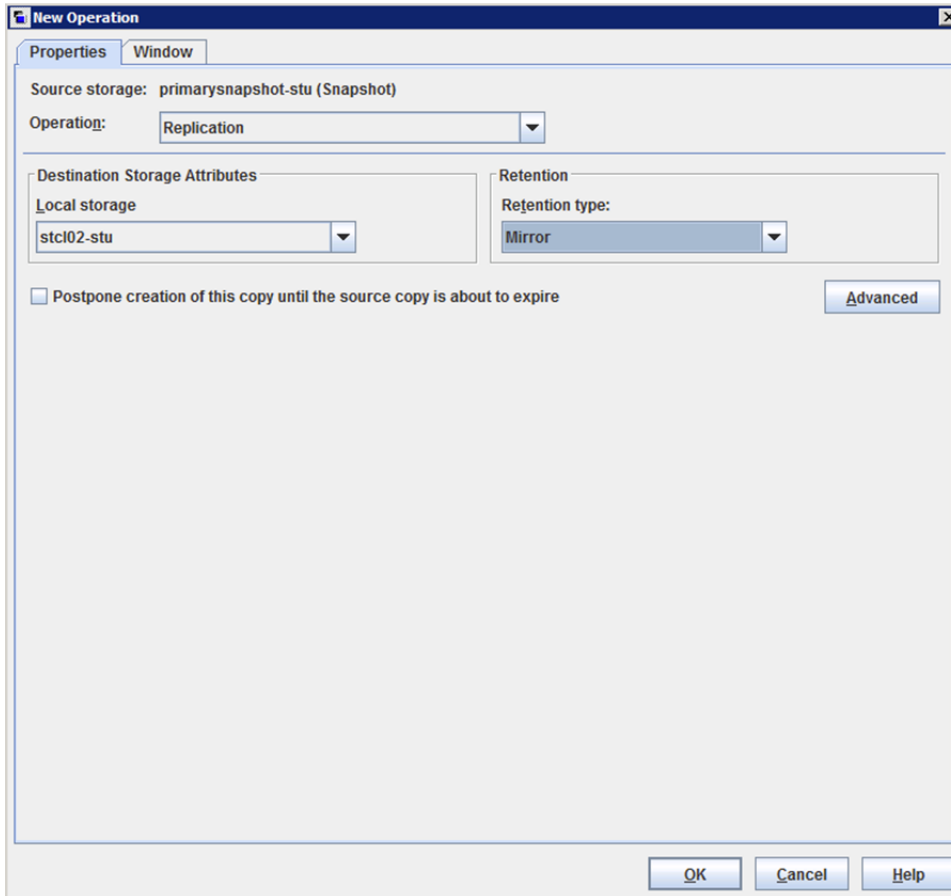 New Operation
Properties
Window
Source storage: primarysnapshot-stu (Snapshot)
Operation: Replication
Destination Storage Attributes
Local storage
stcl02-stu
Retention
Retention type:
Mirror
Postpone creation of this copy until the source copy is about to expire
Advanced
OK
Cancel
Help